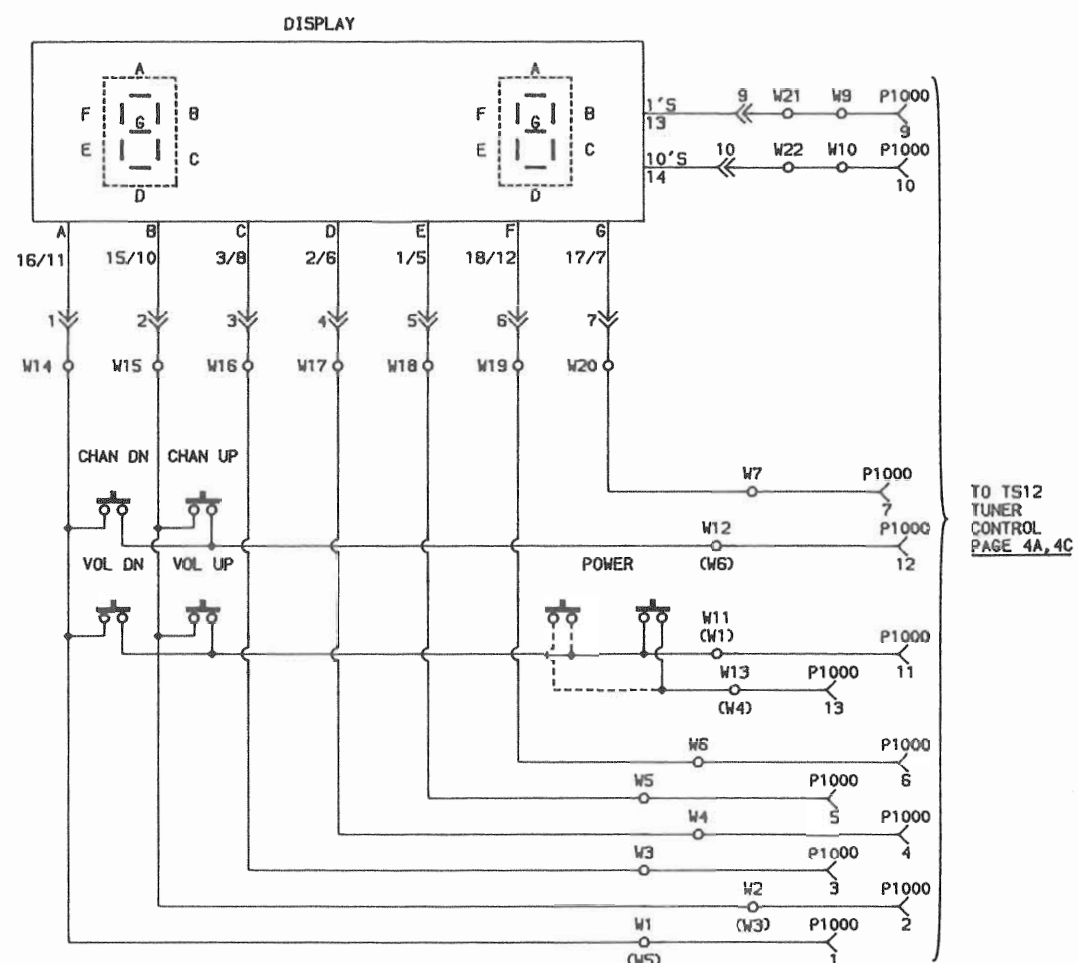 DISPLAY
A A
F B F B
G G
E C E C
D D
1'S 9 W21 W9 P1000
13 9
10'S 10 W22 W10 P1000
14 10
A B C D E F G
16/11 15/10 3/8 2/6 1/5 18/12 17/7
1 2 3 4 5 6 7
W14 W15 W16 W17 W18 W19 W20
CHAN DN CHAN UP
W7 P1000
7
W12 P1000
(W6) 12
VOL DN VOL UP POWER
W11
(W1) P1000
11
W13 P1000
(W4) 13
W6 P1000
6
W5 P1000
5
W4 P1000
4
W3 P1000
3
W2 P1000
(W3) 2
W1 P1000
(W5) 1
TO TS12
TUNER
CONTROL
PAGE 4A,4C